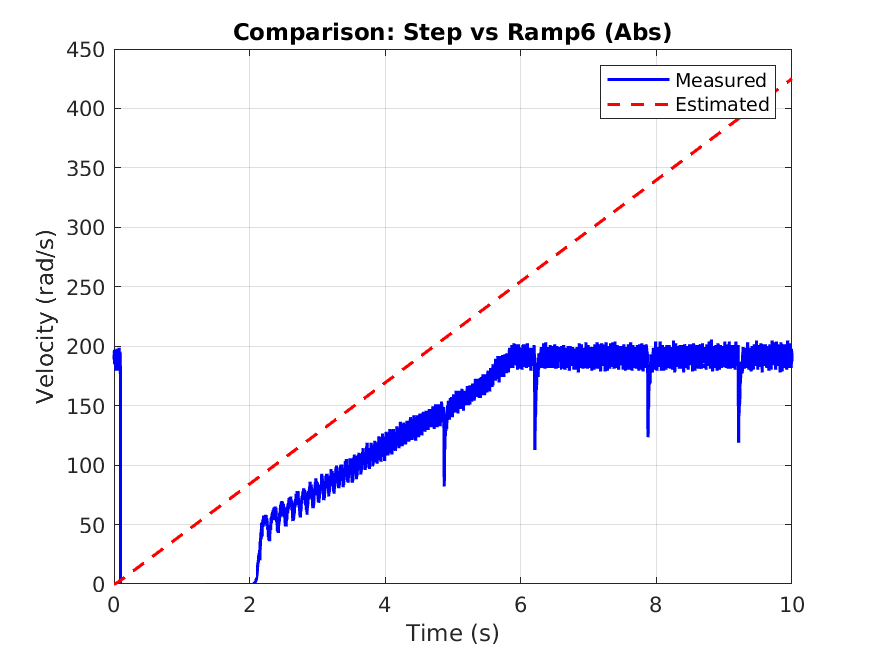 Comparison: Step vs Ramp6 (Abs)
Measured
Estimated
Velocity (rad/s)
450
400
350
300
250
200
150
100
50
0
0 2 4 6 8 10
Time (s)